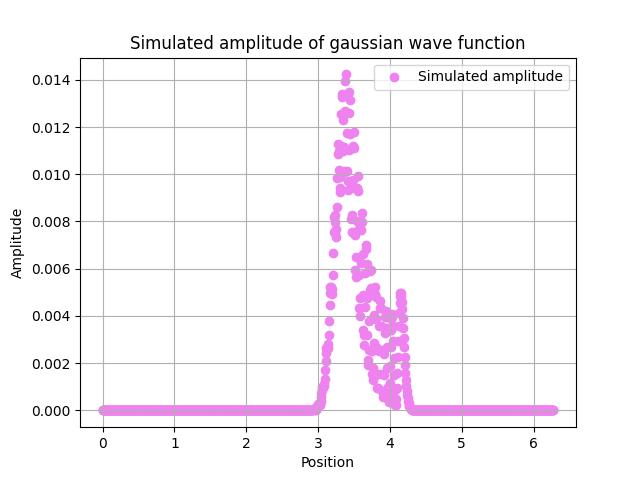 Simulated amplitude of gaussian wave function
Simulated amplitude
0.014
0.012
0.010
0.008
0.006
0.004
0.002
0.000
Amplitude
0 1 2 3 4 5 6
Position